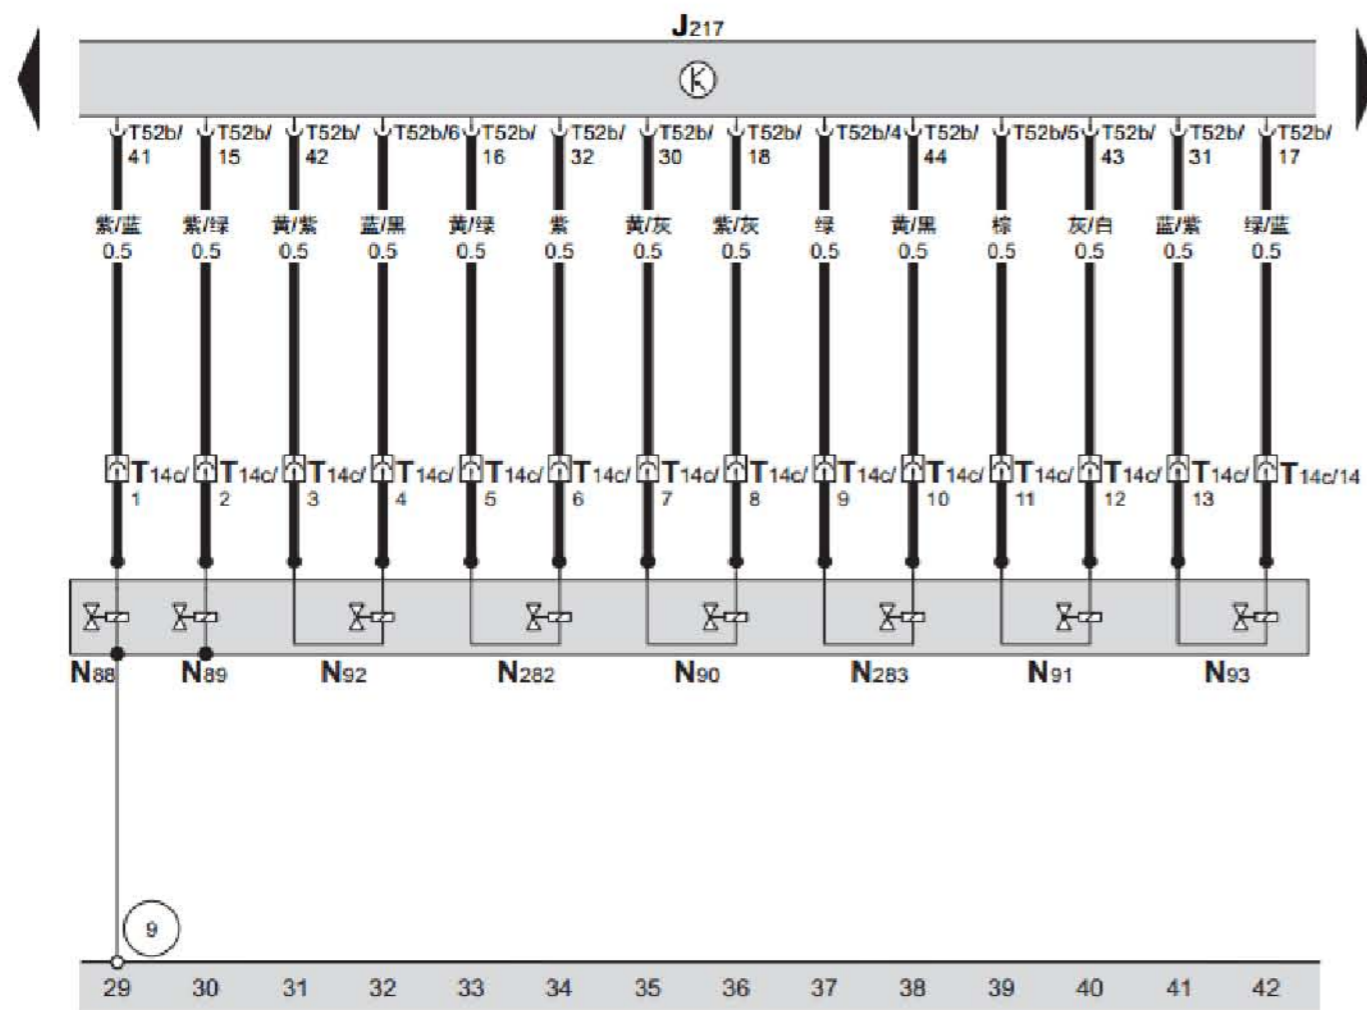 J217
T52b/ T52b/ T52b/ T52b/6 T52b/ T52b/ T52b/ T52b/ T52b/4 T52b/ T52b/5 T52b/ T52b/ T52b/
41 15 42 16 32 30 18 44 43 31 17
紫/蓝 紫/绿 黄/紫 蓝/黑 黄/绿 紫 黄/灰 紫/灰 绿 黄/黑 棕 灰/白 蓝/紫 绿/蓝
0.5 0.5 0.5 0.5 0.5 0.5 0.5 0.5 0.5 0.5 0.5 0.5 0.5 0.5
T14c/ T14c/ T14c/ T14c/ T14c/ T14c/ T14c/ T14c/ T14c/ T14c/ T14c/ T14c/ T14c/ T14c/14
1 2 3 4 5 6 7 8 9 10 11 12 13
N88 N89 N92 N282 N90 N283 N91 N93
9
29 30 31 32 33 34 35 36 37 38 39 40 41 42